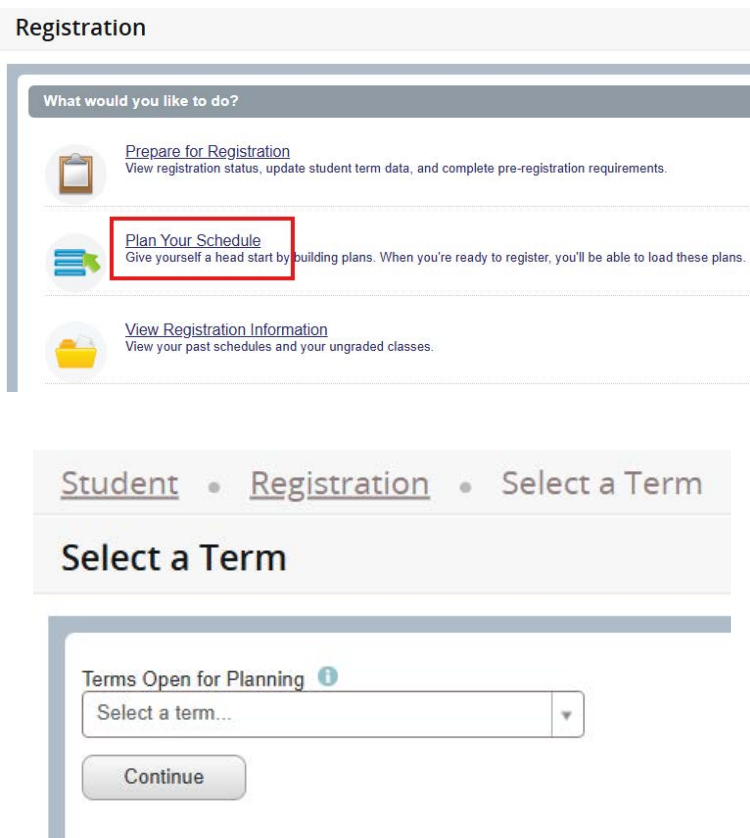 Registration
What would you like to do?
Prepare for Registration
View registration status, update student term data, and complete pre-registration requirements.
Plan Your Schedule
Give yourself a head start by building plans. When you're ready to register, you'll be able to load these plans.
View Registration Information
View your past schedules and your ungraded classes.
Student • Registration • Select a Term
Select a Term
Terms Open for Planning
Select a term...
Continue